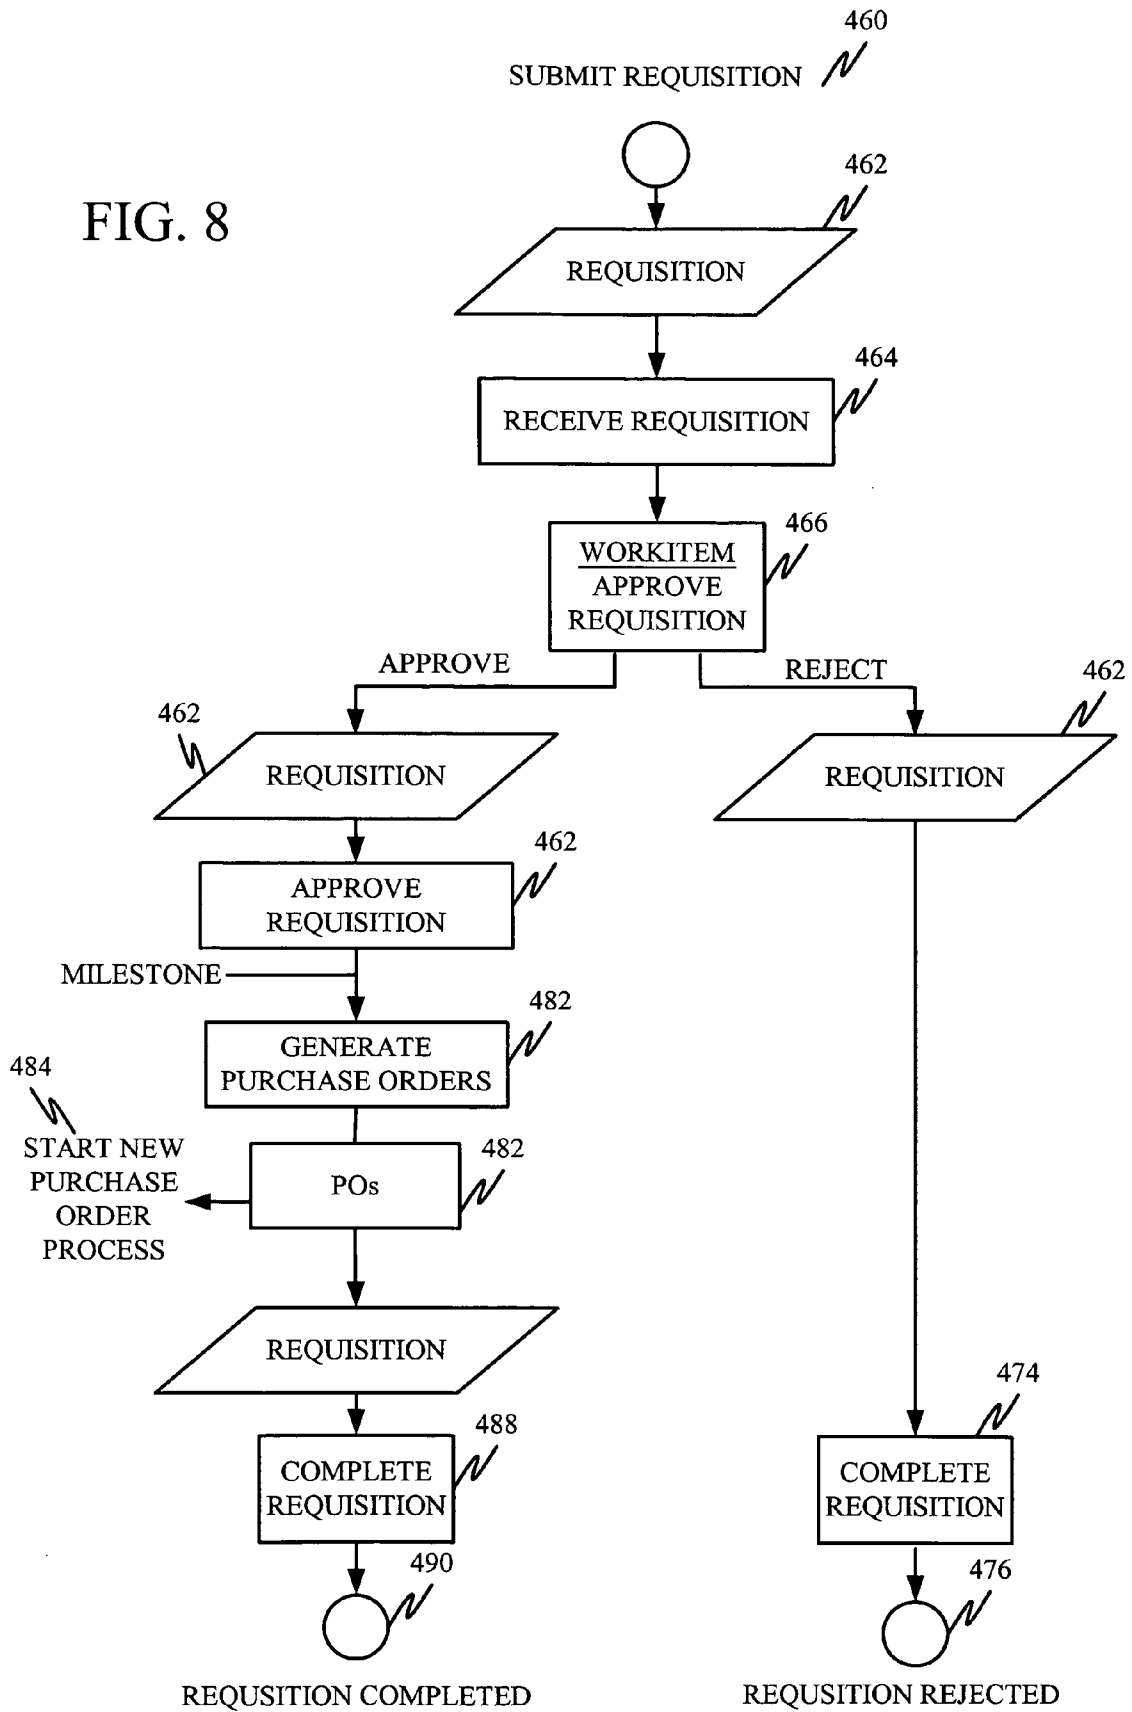 460
SUBMIT REQUISITION
462
FIG. 8
REQUISITION
464
RECEIVE REQUISITION
466
WORKITEM
APPROVE
REQUISITION
APPROVE
REJECT
462
462
REQUISITION
REQUISITION
462
APPROVE
REQUISITION
MILESTONE
482
GENERATE
PURCHASE ORDERS
484
START NEW
PURCHASE
ORDER
PROCESS
482
POs
REQUISITION
488
COMPLETE
REQUISITION
474
COMPLETE
REQUISITION
490
476
REQUSITION COMPLETED
REQUSITION REJECTED